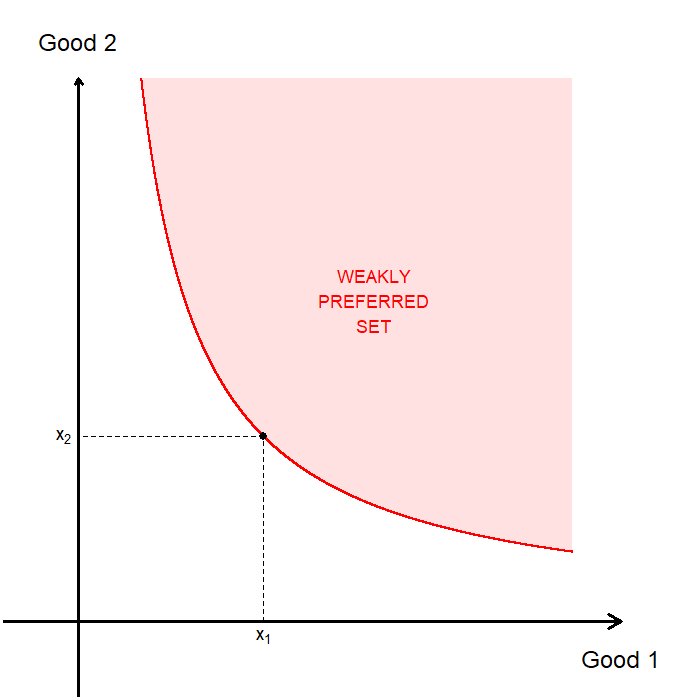 Good 2
WEAKLY
PREFERRED
SET
x₂
x₁
Good 1